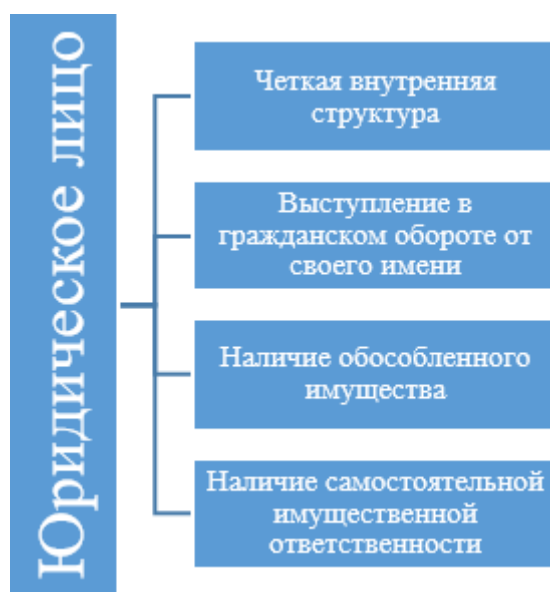 Юридическое лицо
Четкая внутренняя
структура
Выступление в
гражданском обороте от
своего имени
Наличие обособленного
имущества
Наличие самостоятельной
имущественной
ответственности